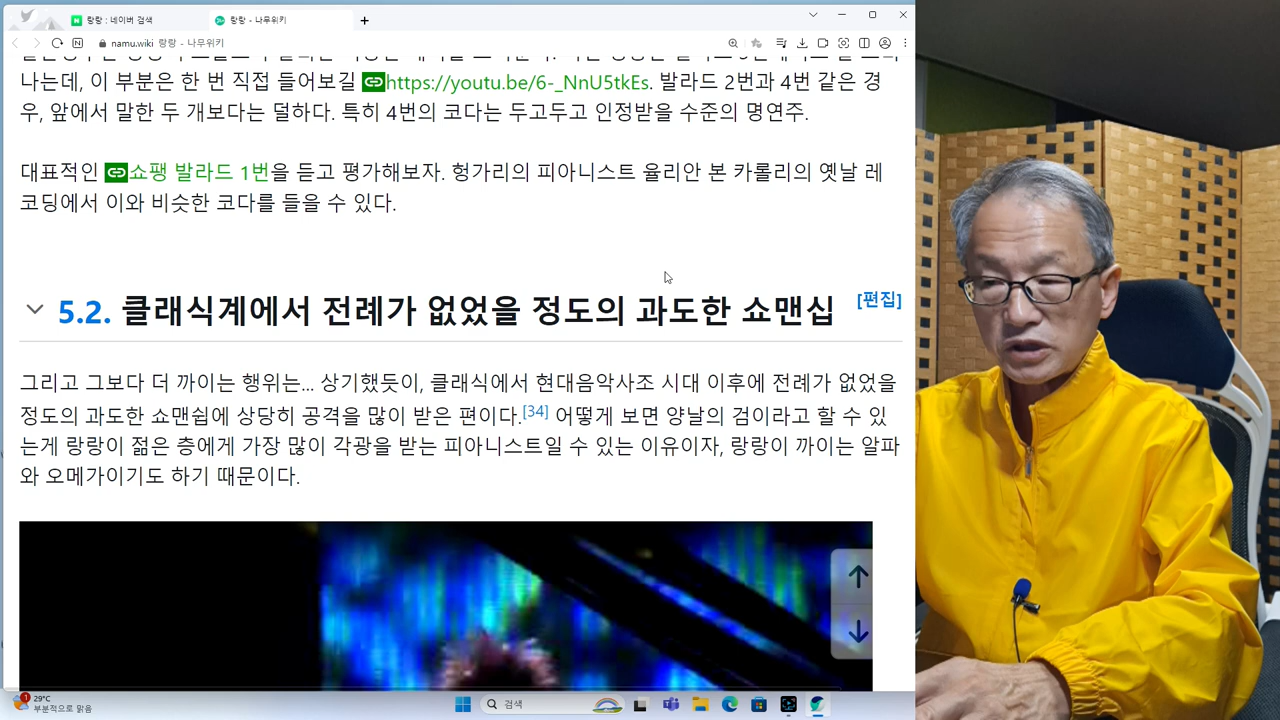 랑랑 : 네이버 검색
랑랑 - 나무위키
namu.wiki 랑랑 - 나무위키
나는데, 이 부분은 한 번 직접 들어보길 https://youtu.be/6-_NnU5tkEs. 발라드 2번과 4번 같은 경
우, 앞에서 말한 두 개보다는 덜하다. 특히 4번의 코다는 두고두고 인정받을 수준의 명연주.
대표적인 쇼팽 발라드 1번을 듣고 평가해보자. 헝가리의 피아니스트 율리안 본 카롤리의 옛날 레
코딩에서 이와 비슷한 코다를 들을 수 있다.
5.2. 클래식계에서 전례가 없었을 정도의 과도한 쇼맨십 [편집]
그리고 그보다 더 까이는 행위는... 상기했듯이, 클래식에서 현대음악사조 시대 이후에 전례가 없었을
정도의 과도한 쇼맨쉽에 상당히 공격을 많이 받은 편이다.[34] 어떻게 보면 양날의 검이라고 할 수 있
는게 랑랑이 젊은 층에게 가장 많이 각광을 받는 피아니스트일 수 있는 이유이자, 랑랑이 까이는 알파
와 오메가이기도 하기 때문이다.
1
29°C
부분적으로 맑음
검색